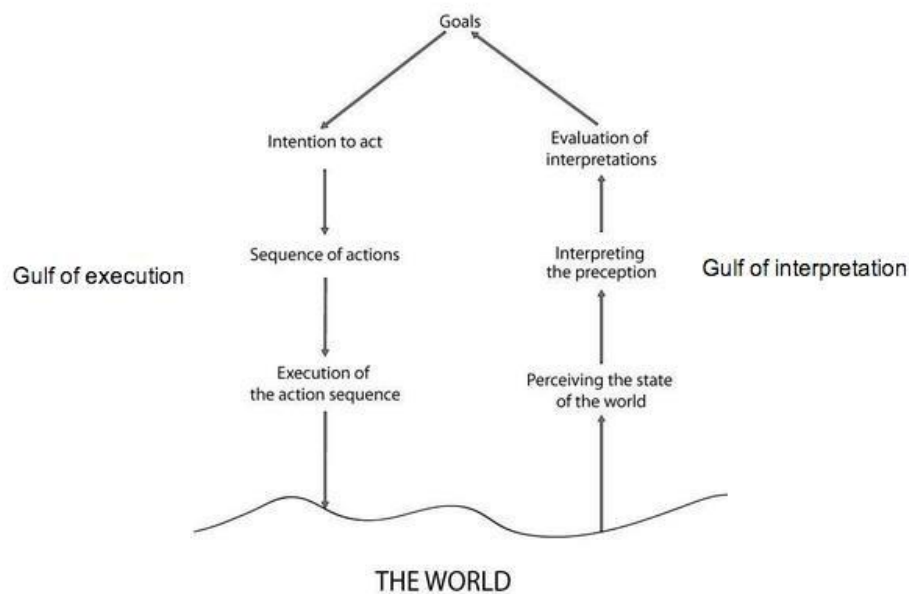 Goals
Intention to act
Evaluation of
interpretations
Sequence of actions
Interpreting
the preception
Gulf of execution
Gulf of interpretation
Execution of
the action sequence
Perceiving the state
of the world
THE WORLD